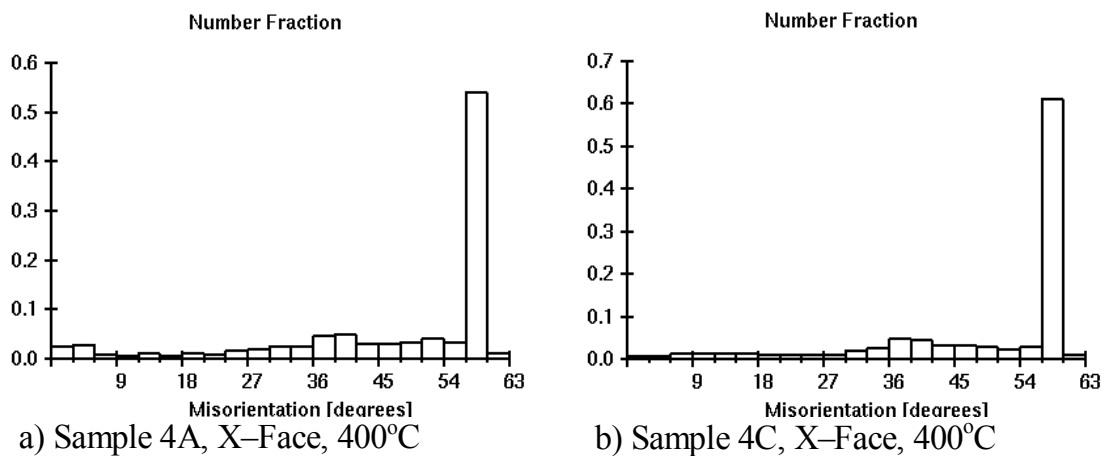 Number Fraction
0.6
0.5
0.4
0.3
0.2
0.1
0.0
9 18 27 36 45 54 63
Misorientation [degrees]
a) Sample 4A, X–Face, 400°C
Number Fraction
0.7
0.6
0.5
0.4
0.3
0.2
0.1
0.0
9 18 27 36 45 54 63
Misorientation [degrees]
b) Sample 4C, X–Face, 400°C